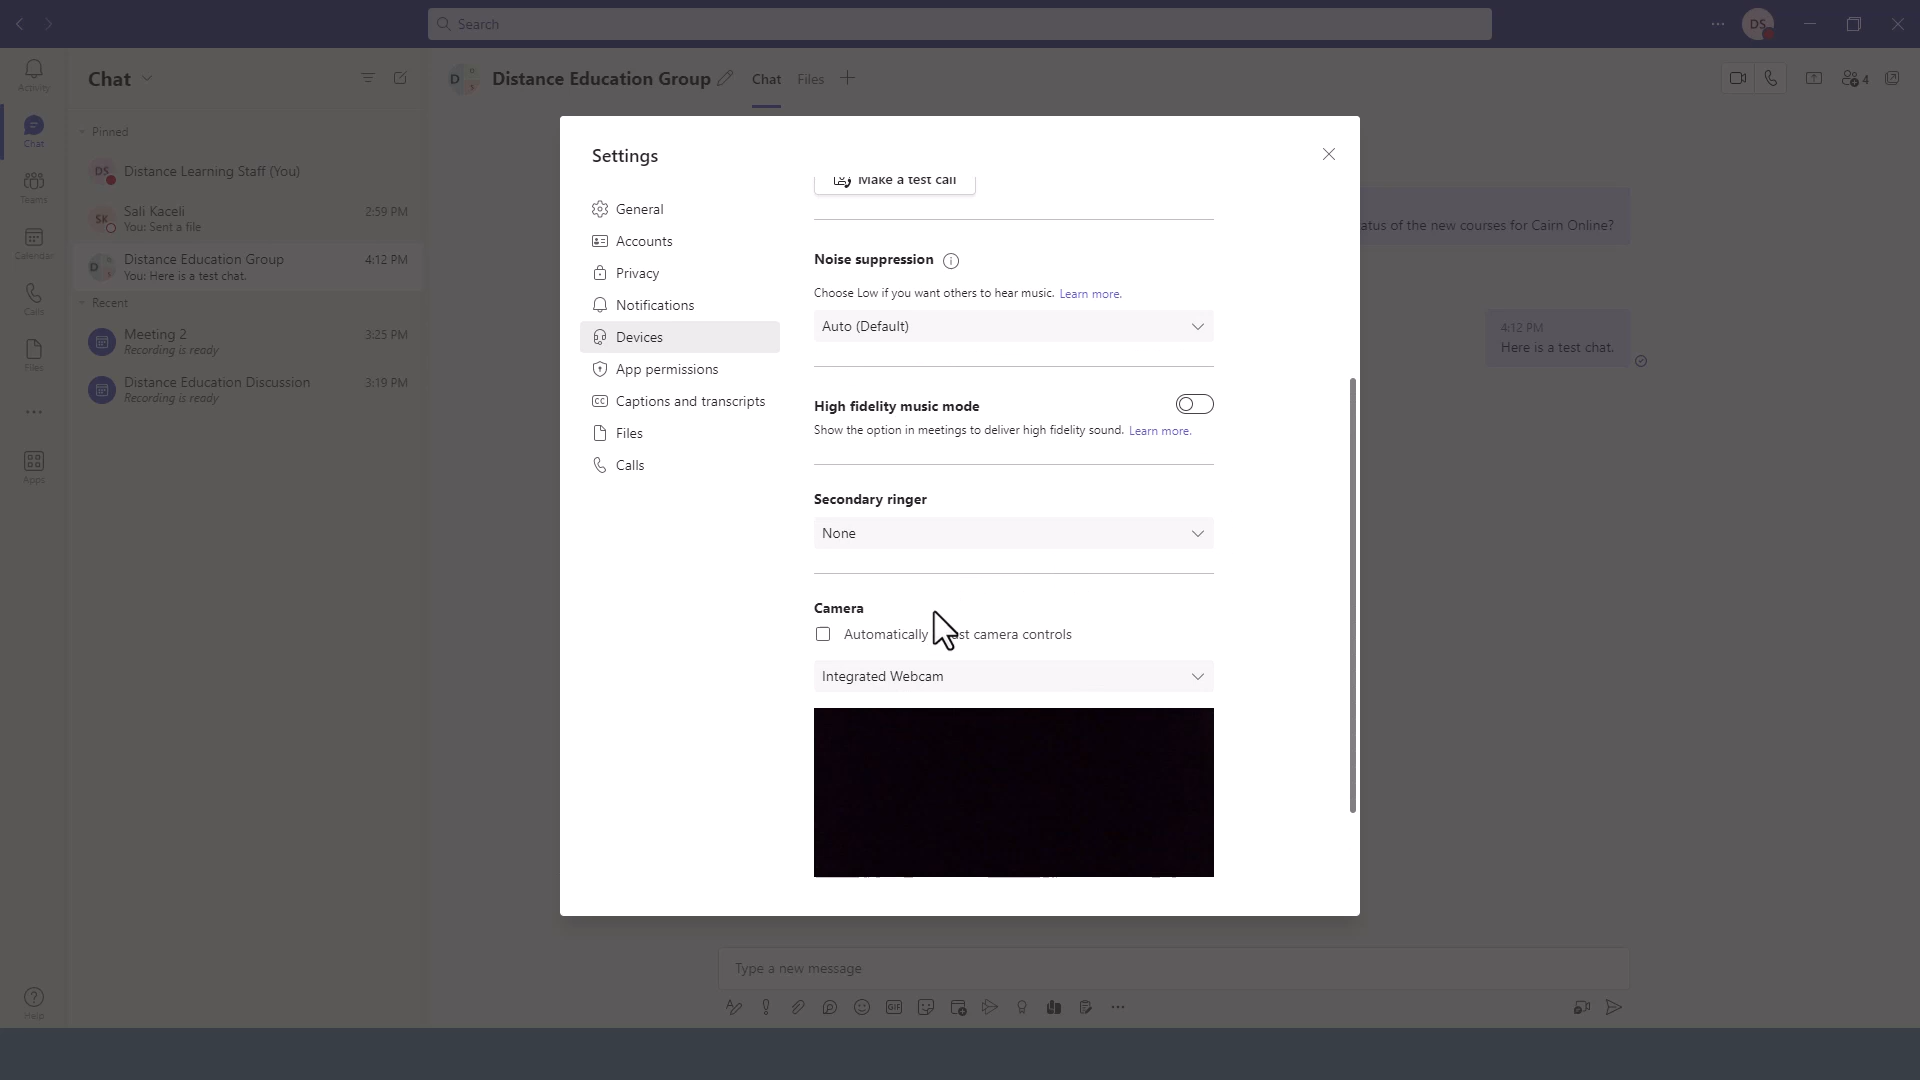 Search
DS
Activity
Chat
Teams
Calendar
Calls
Files
Apps
Help
Chat
Pinned
DS
Distance Learning Staff (You)
SK
Sali Kaceli
2:59 PM
You: Sent a file
D
Distance Education Group
4:12 PM
You: Here is a test chat.
Recent
Meeting 2
3:25 PM
Recording is ready
Distance Education Discussion
3:19 PM
Recording is ready
D
Distance Education Group
Chat
Files
4
of the new courses for Cairn Online?
4:12 PM
Here is a test chat.
Type a new message
GIF
Settings
General
Accounts
Privacy
Notifications
Devices
App permissions
CC
Captions and transcripts
Files
Calls
Make a test call
Noise suppression
Choose Low if you want others to hear music. Learn more.
Auto (Default)
High fidelity music mode
Show the option in meetings to deliver high fidelity sound. Learn more.
Secondary ringer
None
Camera
Automatically camera controls
Integrated Webcam